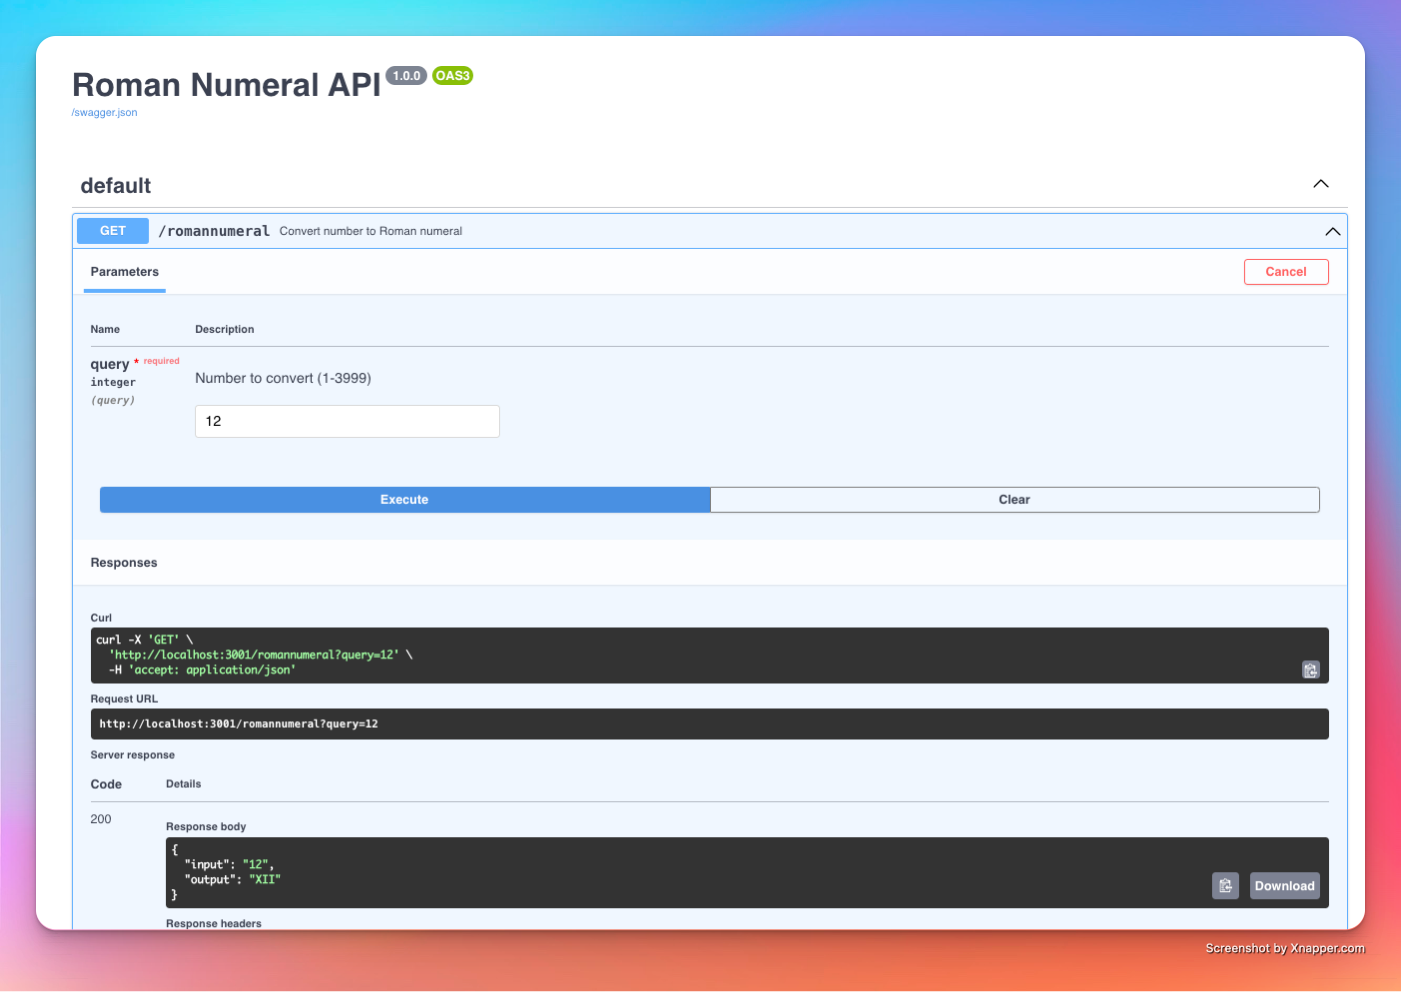 Roman Numeral API 1.0.0 OAS3
/swagger.json
default
GET /romannumeral Convert number to Roman numeral
Parameters Cancel
Name Description
query * required
integer
(query)
Number to convert (1-3999)
12
Execute Clear
Responses
Curl
curl -X 'GET' \
  'http://localhost:3001/romannumeral?query=12' \
  -H 'accept: application/json'
Request URL
http://localhost:3001/romannumeral?query=12
Server response
Code Details
200
Response body
{
  "input": "12",
  "output": "XII"
}
Download
Response headers
Screenshot by Xnapper.com